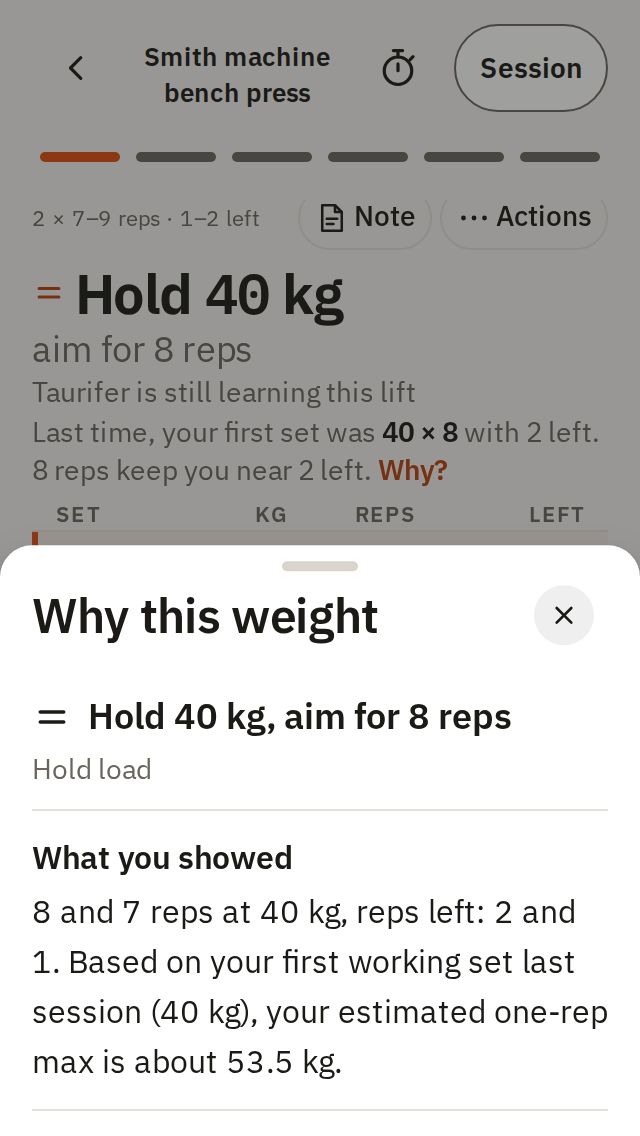 Smith machine
bench press
Session
2 × 7–9 reps · 1–2 left
Note
Actions
= Hold 40 kg
aim for 8 reps
Taurifer is still learning this lift
Last time, your first set was 40 × 8 with 2 left.
8 reps keep you near 2 left. Why?
SET KG REPS LEFT
Why this weight
= Hold 40 kg, aim for 8 reps
Hold load
What you showed
8 and 7 reps at 40 kg, reps left: 2 and
1. Based on your first working set last
session (40 kg), your estimated one-rep
max is about 53.5 kg.